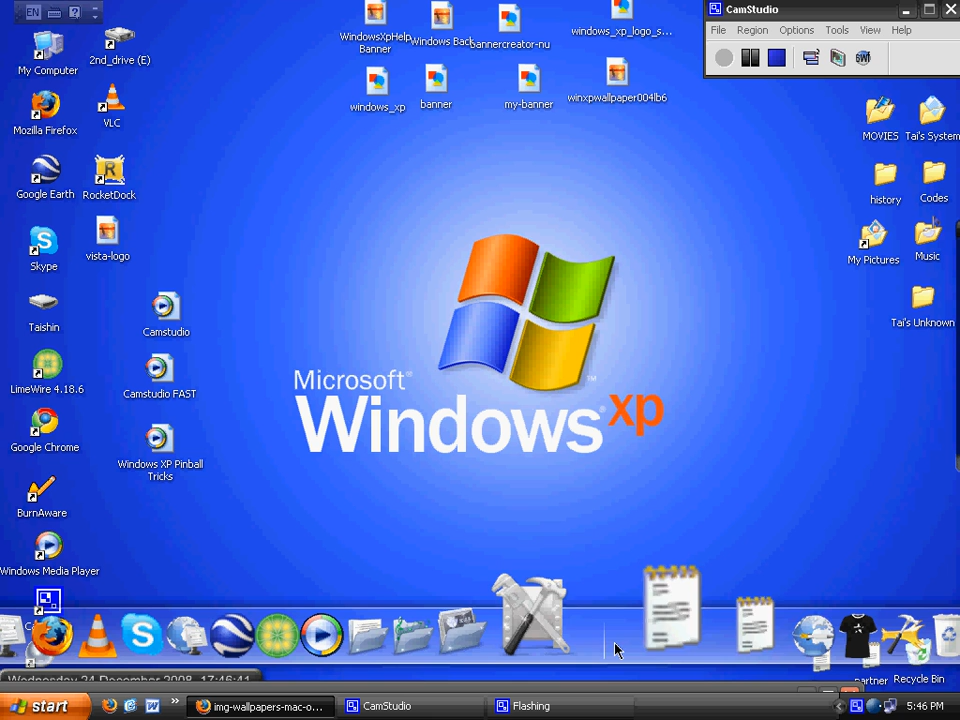 EN
CamStudio
File Region Options Tools View Help
My Computer
2nd_drive (E)
WindowsXpHelp
Banner
bannercreator-nu
windows_xp_logo_s...
windows_xp
banner
my-banner
winxpwallpaper004lb6
Mozilla Firefox
VLC
MOVIES
Tai's System
Google Earth
RocketDock
history
Codes
Skype
vista-logo
My Pictures
Music
Taishin
Camstudio
Tai's Unknown
LimeWire 4.18.6
Camstudio FAST
Microsoft®
Windows® xp
™
Google Chrome
Windows XP Pinball
Tricks
BurnAware
Windows Media Player
Wednesday 24 December 2008, 17:46:41
partner
Recycle Bin
start
img-wallpapers-mac-o...
CamStudio
Flashing
5:46 PM